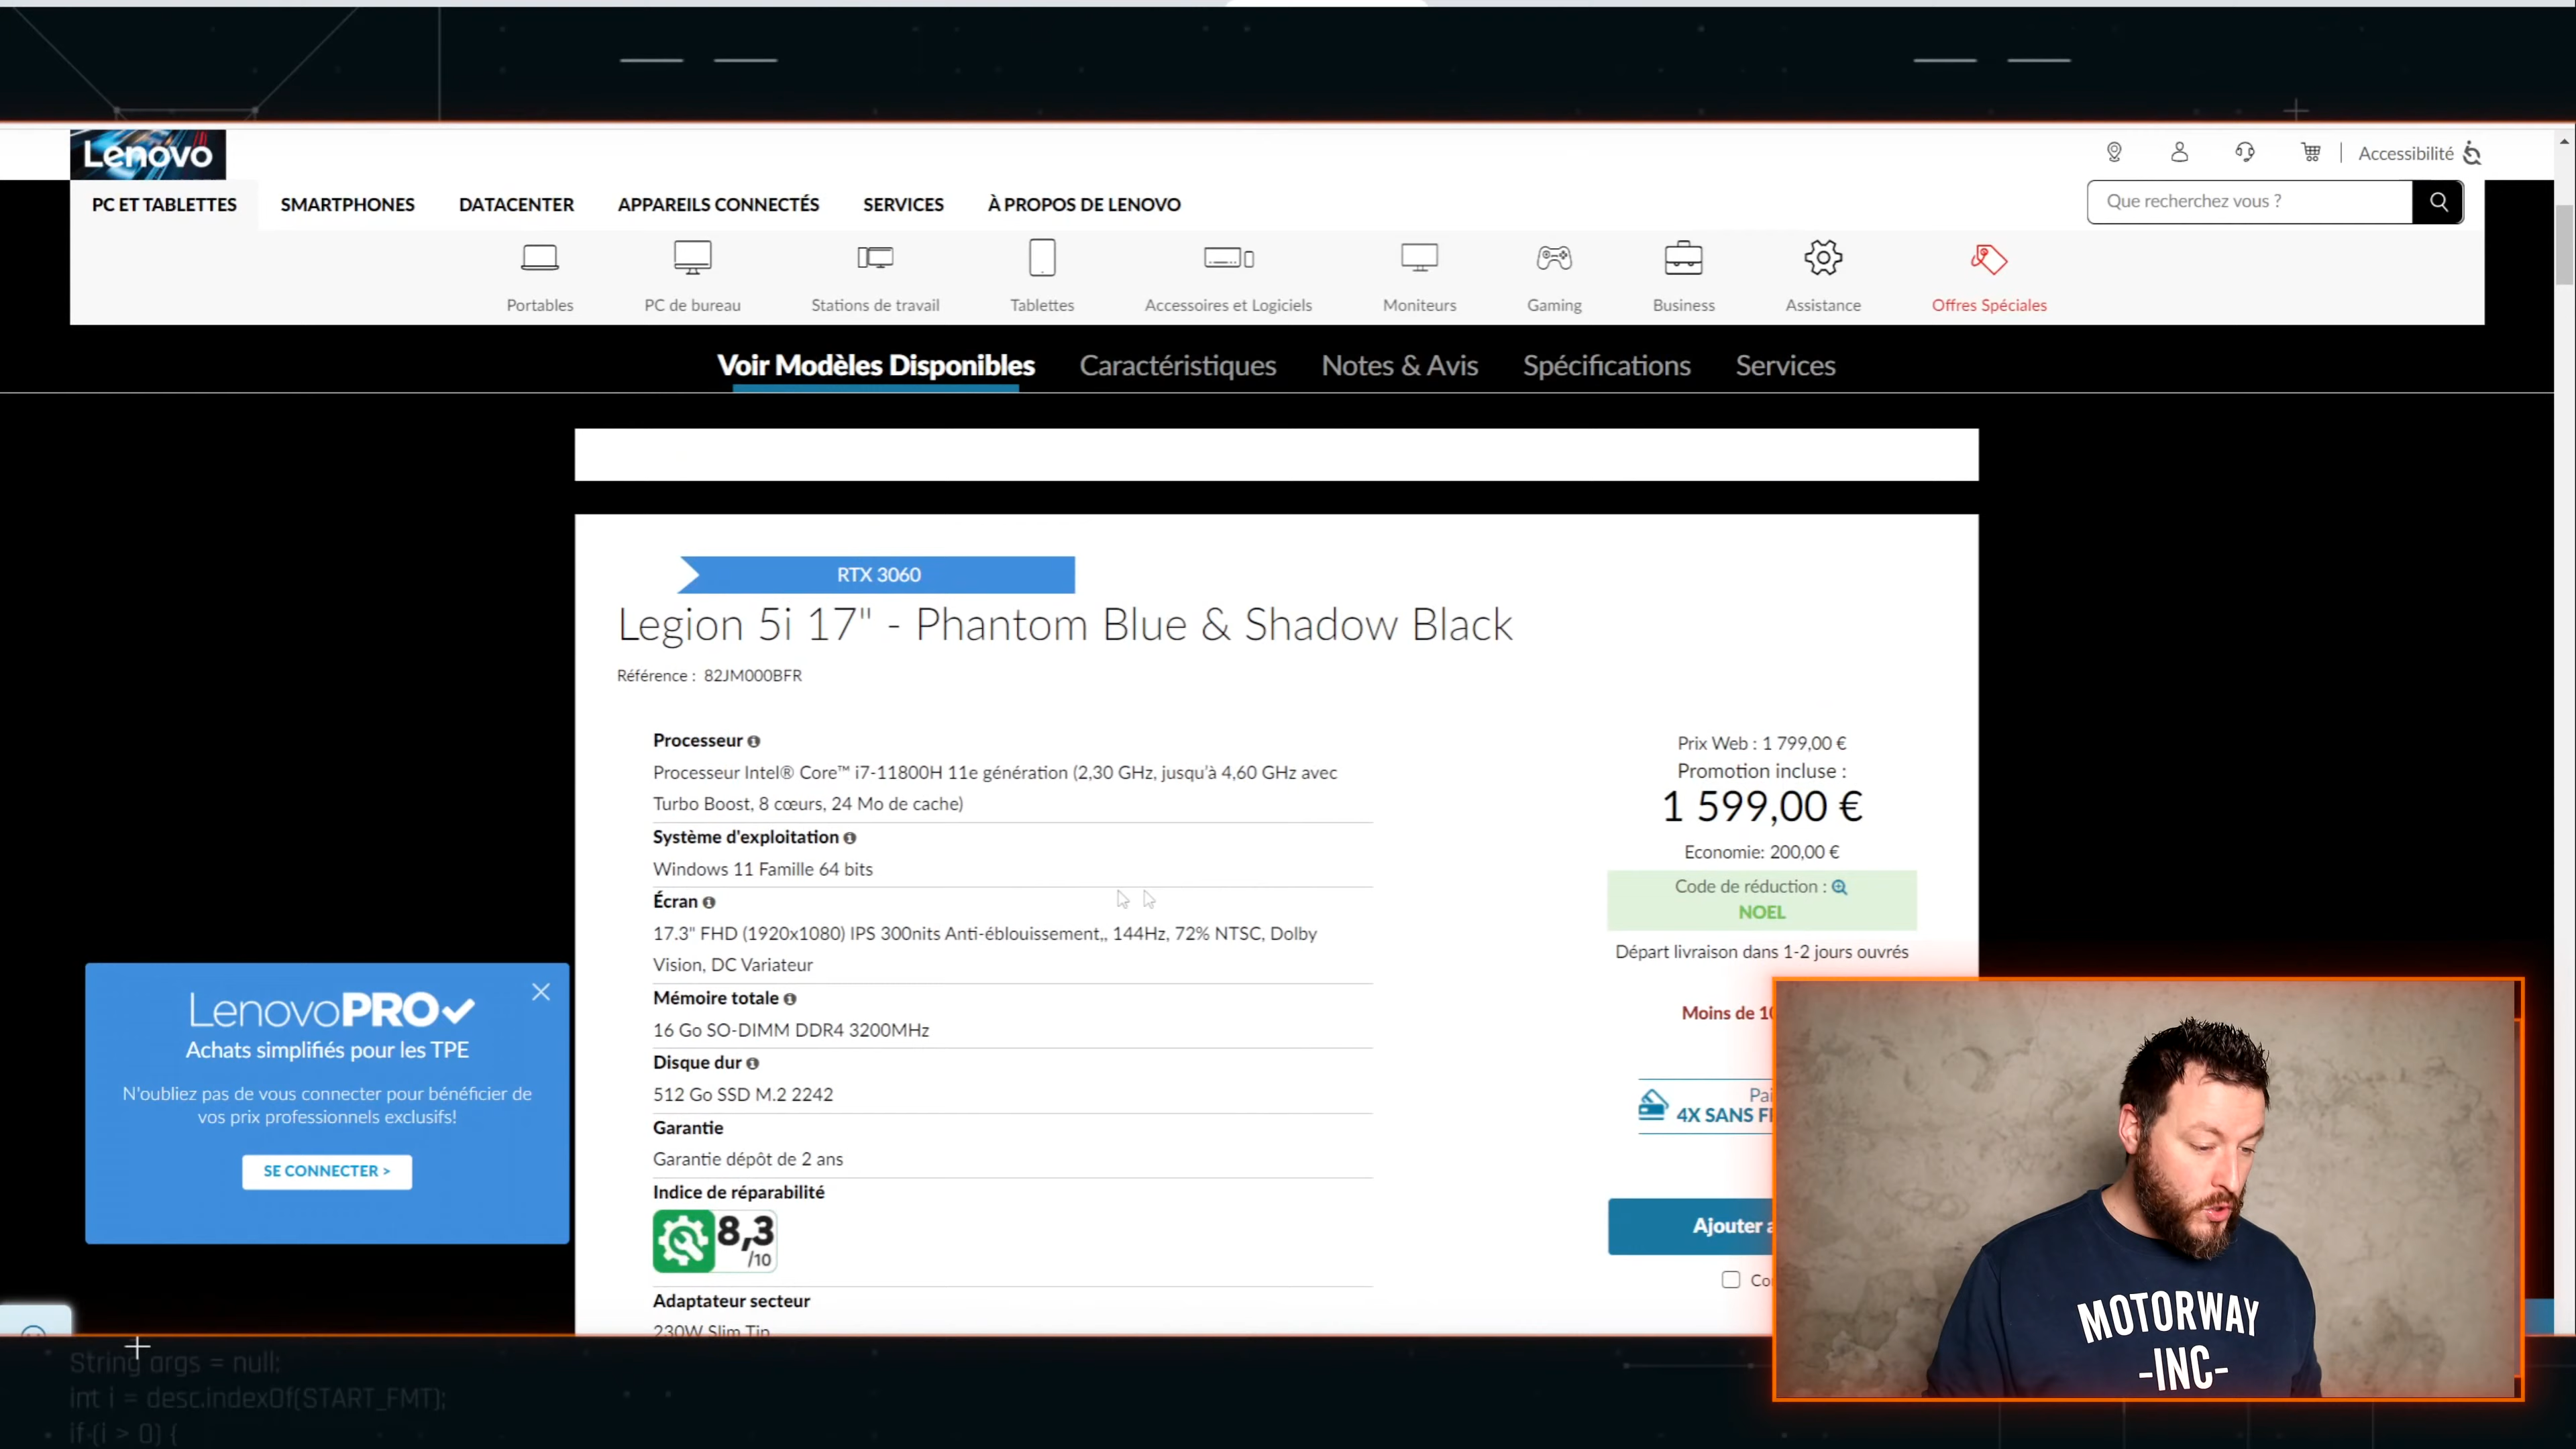 Lenovo
Accessibilité
PC ET TABLETTES
SMARTPHONES
DATACENTER
APPAREILS CONNECTÉS
SERVICES
À PROPOS DE LENOVO
Que recherchez vous ?
Portables
PC de bureau
Stations de travail
Tablettes
Accessoires et Logiciels
Moniteurs
Gaming
Business
Assistance
Offres Spéciales
Voir Modèles Disponibles
Caractéristiques
Notes & Avis
Spécifications
Services
RTX 3060
Legion 5i 17" - Phantom Blue & Shadow Black
Référence : 82JM000BFR
Processeur
Processeur Intel® Core™ i7-11800H 11e génération (2,30 GHz, jusqu'à 4,60 GHz avec
Turbo Boost, 8 cœurs, 24 Mo de cache)
Système d'exploitation
Windows 11 Famille 64 bits
Écran
17.3" FHD (1920x1080) IPS 300nits Anti-éblouissement,, 144Hz, 72% NTSC, Dolby
Vision, DC Variateur
Mémoire totale
16 Go SO-DIMM DDR4 3200MHz
Disque dur
512 Go SSD M.2 2242
Garantie
Garantie dépôt de 2 ans
Indice de réparabilité
8,3
/10
Adaptateur secteur
230W Slim Tip
Prix Web : 1 799,00 €
Promotion incluse :
1 599,00 €
Economie: 200,00 €
Code de réduction :
NOEL
Départ livraison dans 1-2 jours ouvrés
Moins de 10
Pai
4X SANS F
Ajouter a
Co
LenovoPRO
Achats simplifiés pour les TPE
N'oubliez pas de vous connecter pour bénéficier de
vos prix professionnels exclusifs!
SE CONNECTER >
MOTORWAY
-INC-
String args = null;
int i = desc.indexOf(START_FMT);
if (i > 0) {